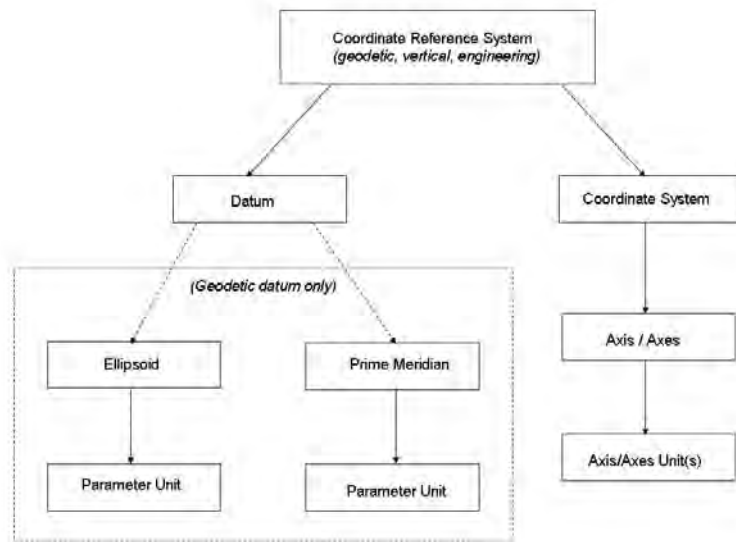 Coordinate Reference System
(geodetic, vertical, engineering)
Datum
Coordinate System
(Geodetic datum only)
Ellipsoid
Prime Meridian
Axis / Axes
Parameter Unit
Parameter Unit
Axis/Axes Unit(s)